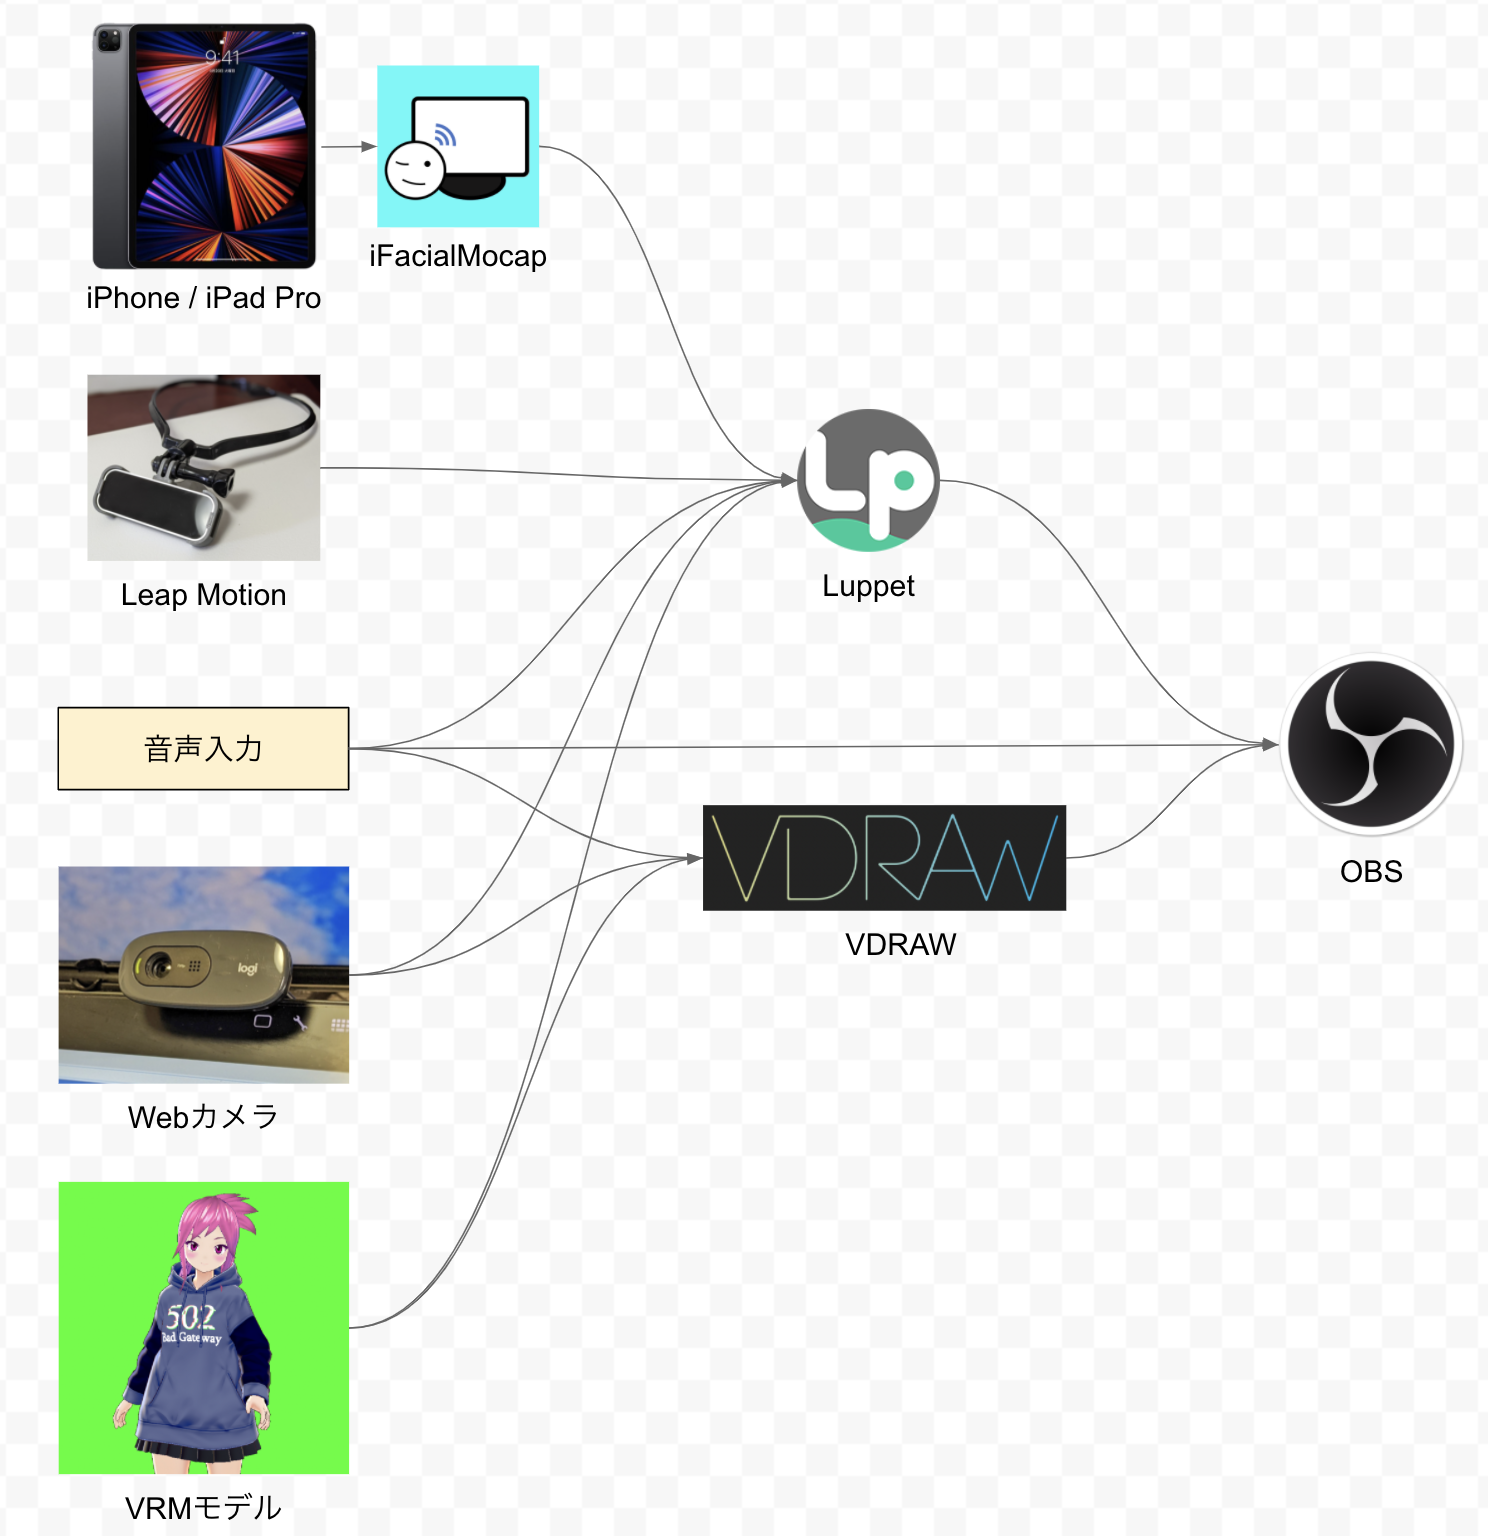 9:41
iFacialMocap
iPhone / iPad Pro
Leap Motion
Lp
Luppet
音声入力
VDRAW
VDRAW
OBS
logi
Webカメラ
502
Bad Gateway
VRMモデル